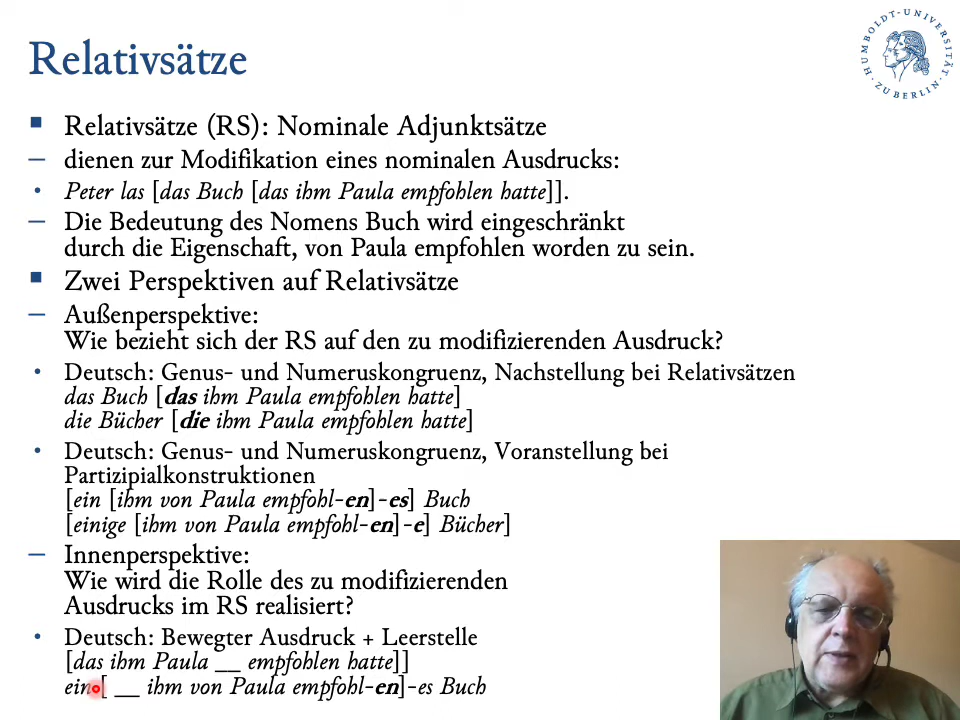 Relativsätze
HUMBOLDT-UNIVERSITÄT
ZU BERLIN
Relativsätze (RS): Nominale Adjunktsätze
– dienen zur Modifikation eines nominalen Ausdrucks:
• Peter las [das Buch [das ihm Paula empfohlen hatte]].
– Die Bedeutung des Nomens Buch wird eingeschränkt
durch die Eigenschaft, von Paula empfohlen worden zu sein.
Zwei Perspektiven auf Relativsätze
– Außenperspektive:
Wie bezieht sich der RS auf den zu modifizierenden Ausdruck?
• Deutsch: Genus- und Numeruskongruenz, Nachstellung bei Relativsätzen
das Buch [das ihm Paula empfohlen hatte]
die Bücher [die ihm Paula empfohlen hatte]
• Deutsch: Genus- und Numeruskongruenz, Voranstellung bei
Partizipialkonstruktionen
[ein [ihm von Paula empfohl-en]-es] Buch
[einige [ihm von Paula empfohl-en]-e] Bücher]
– Innenperspektive:
Wie wird die Rolle des zu modifizierenden
Ausdrucks im RS realisiert?
• Deutsch: Bewegter Ausdruck + Leerstelle
[das ihm Paula __ empfohlen hatte]]
ein [ __ ihm von Paula empfohl-en]-es Buch